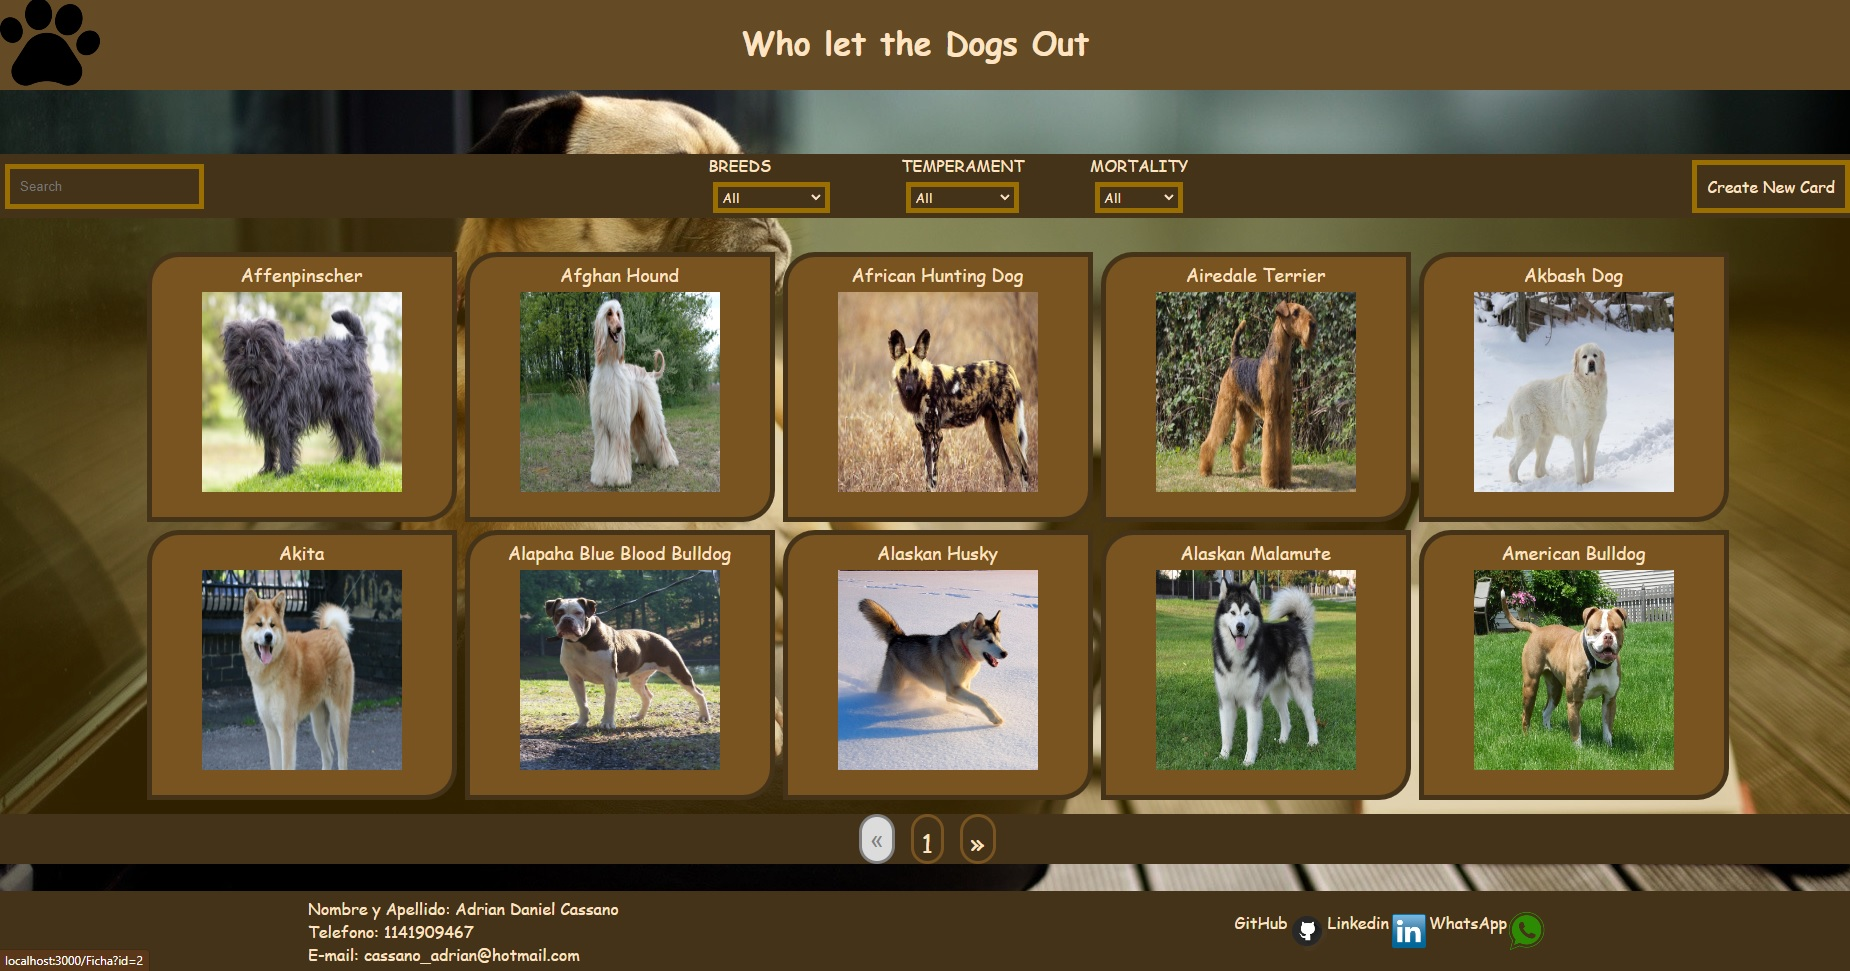 Who let the Dogs Out
BREEDS TEMPERAMENT MORTALITY
Search All All All Create New Card
Affenpinscher Afghan Hound African Hunting Dog Airedale Terrier Akbash Dog
Akita Alapaha Blue Blood Bulldog Alaskan Husky Alaskan Malamute American Bulldog
« 1 »
Nombre y Apellido: Adrian Daniel Cassano
Telefono: 1141909467
E-mail: cassano_adrian@hotmail.com
GitHub Linkedin in WhatsApp
localhost:3000/Ficha?id=2